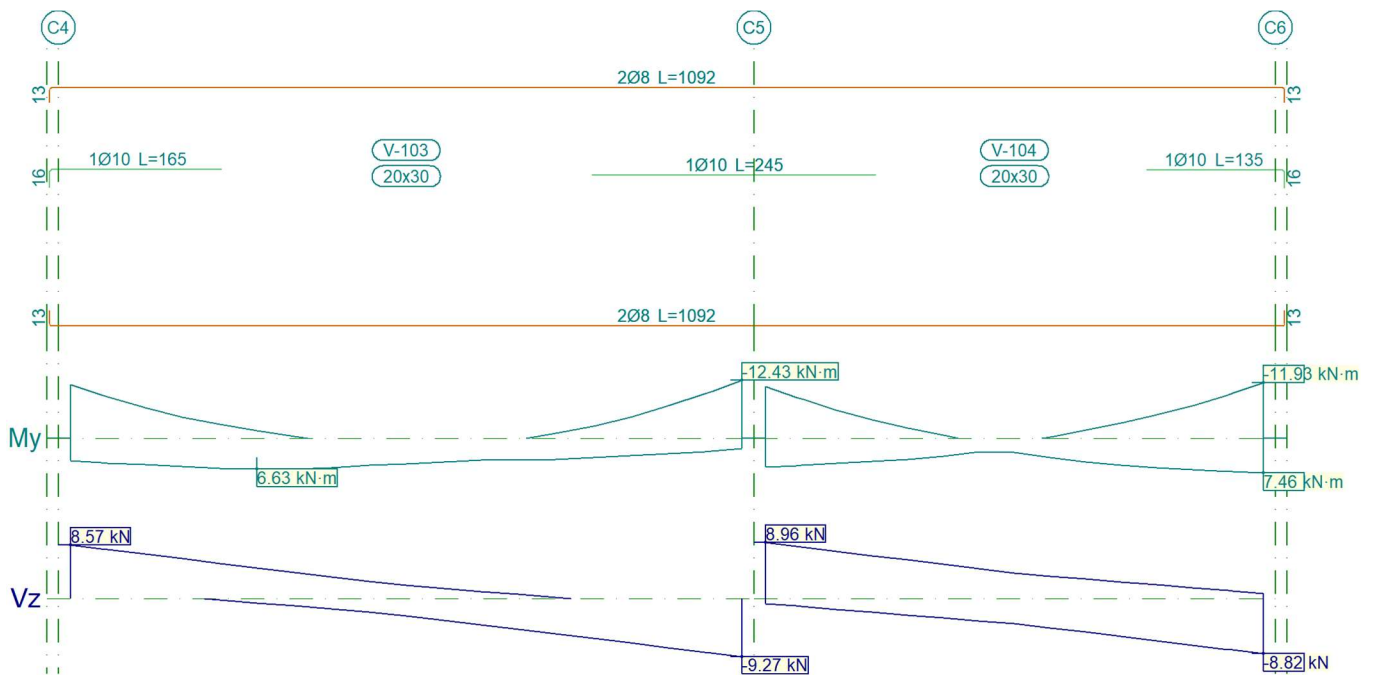 C4
C5
C6
2Ø8 L=1092
13
13
1Ø10 L=165
V-103
1Ø10 L=245
V-104
1Ø10 L=135
16
20x30
20x30
16
2Ø8 L=1092
13
13
-12.43 kN·m
-11.93 kN·m
My
6.63 kN·m
7.46 kN·m
8.57 kN
8.96 kN
Vz
-9.27 kN
-8.82 kN